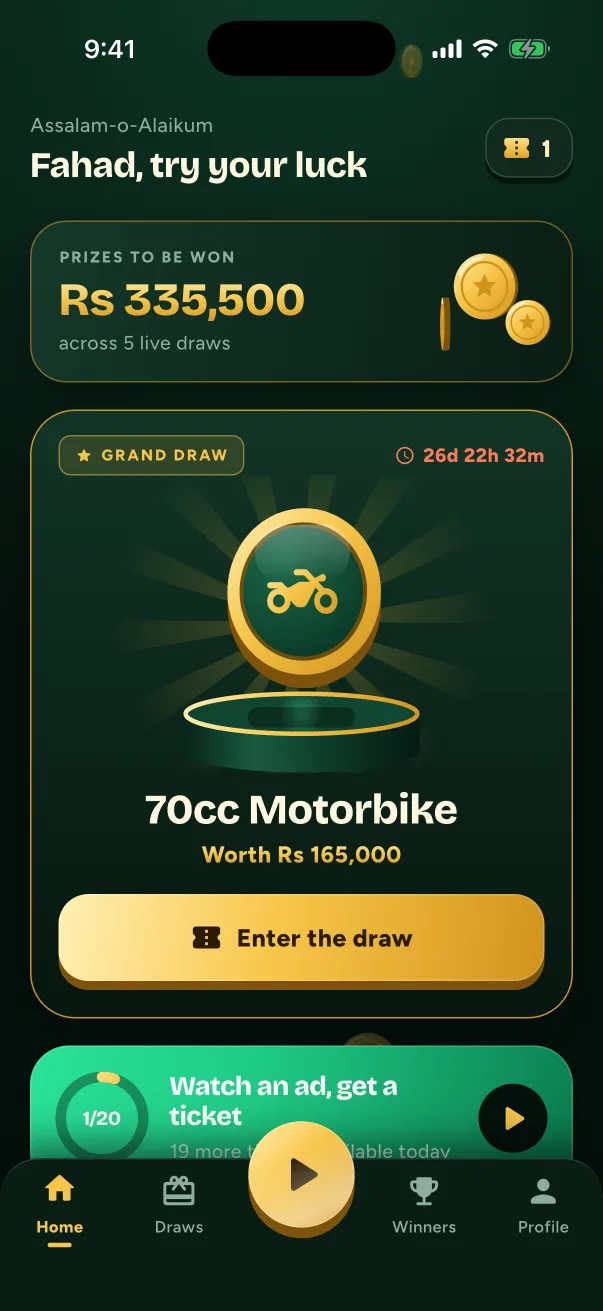 9:41
Assalam-o-Alaikum
Fahad, try your luck
1
PRIZES TO BE WON
Rs 335,500
across 5 live draws
GRAND DRAW
26d 22h 32m
70cc Motorbike
Worth Rs 165,000
Enter the draw
1/20
Watch an ad, get a
ticket
19 more today
Home
Draws
Winners
Profile